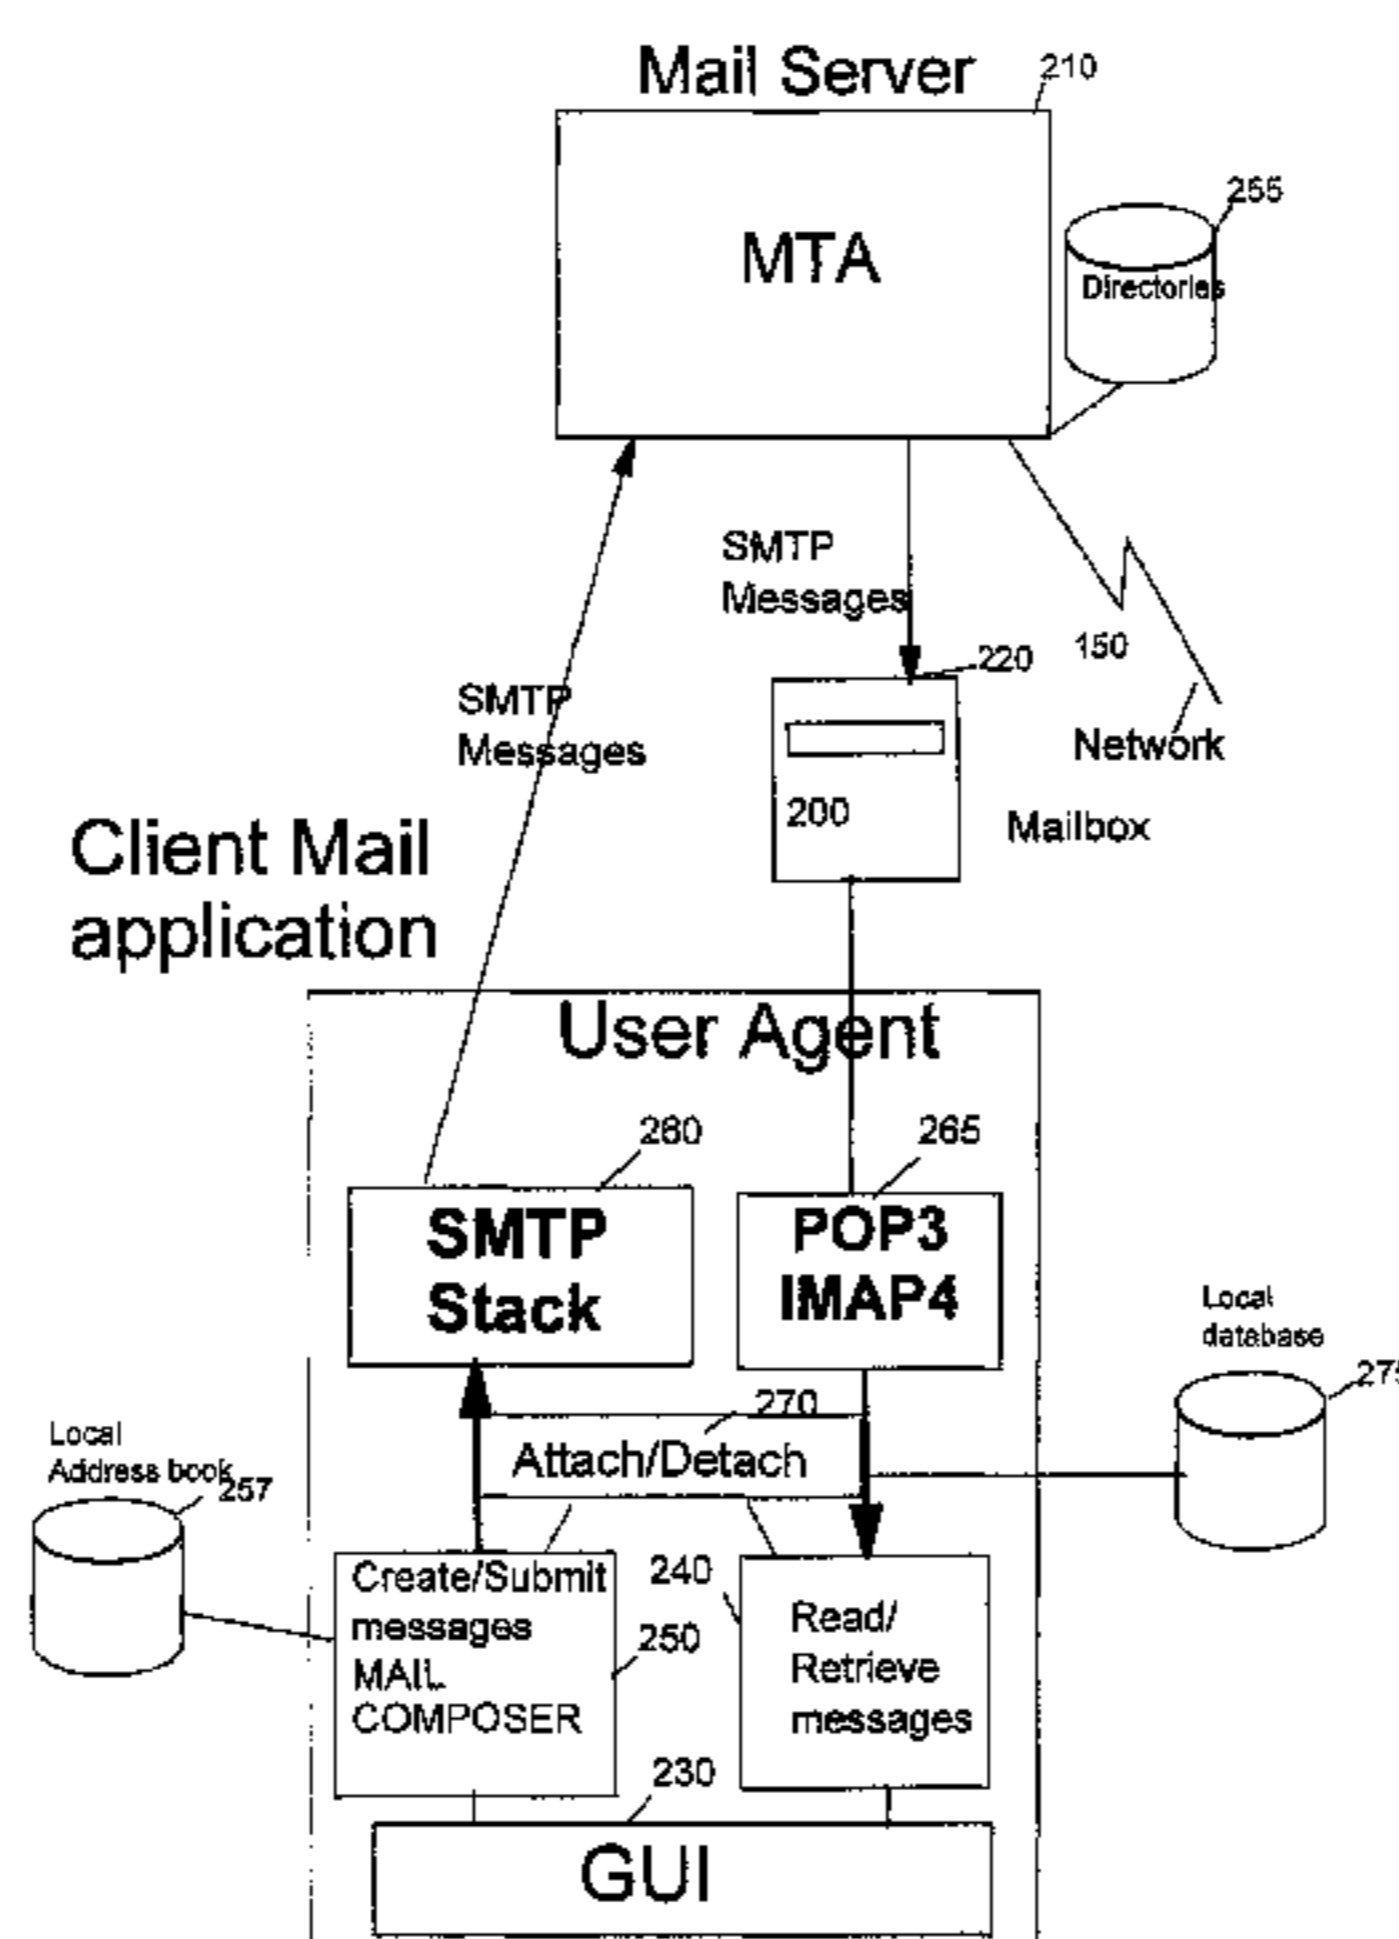 Mail Server
210
MTA
255
Directories
SMTP
Messages
220
150
SMTP
Messages
Network
200
Mailbox
Client Mail
application
User Agent
260
265
SMTP
Stack
POP3
IMAP4
Local
database
275
270
Attach/Detach
Local
Address book
257
Create/Submit
messages
MAIL
COMPOSER
240
250
Read/
Retrieve
messages
230
GUI